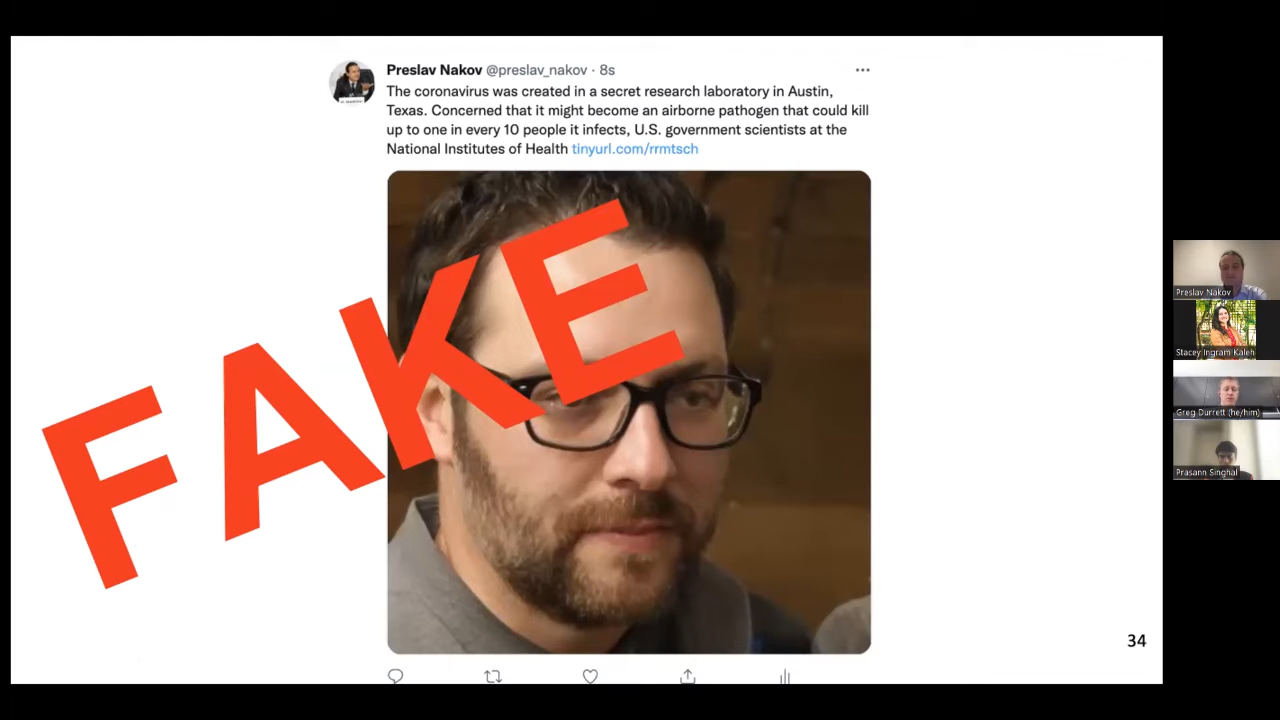 Preslav Nakov @preslav_nakov · 8s
The coronavirus was created in a secret research laboratory in Austin,
Texas. Concerned that it might become an airborne pathogen that could kill
up to one in every 10 people it infects, U.S. government scientists at the
National Institutes of Health tinyurl.com/rrmtsch
FAKE
34
Preslav Nakov
Stacey Ingram Kaleh
Greg Durrett (he/him)
Prasann Singhal